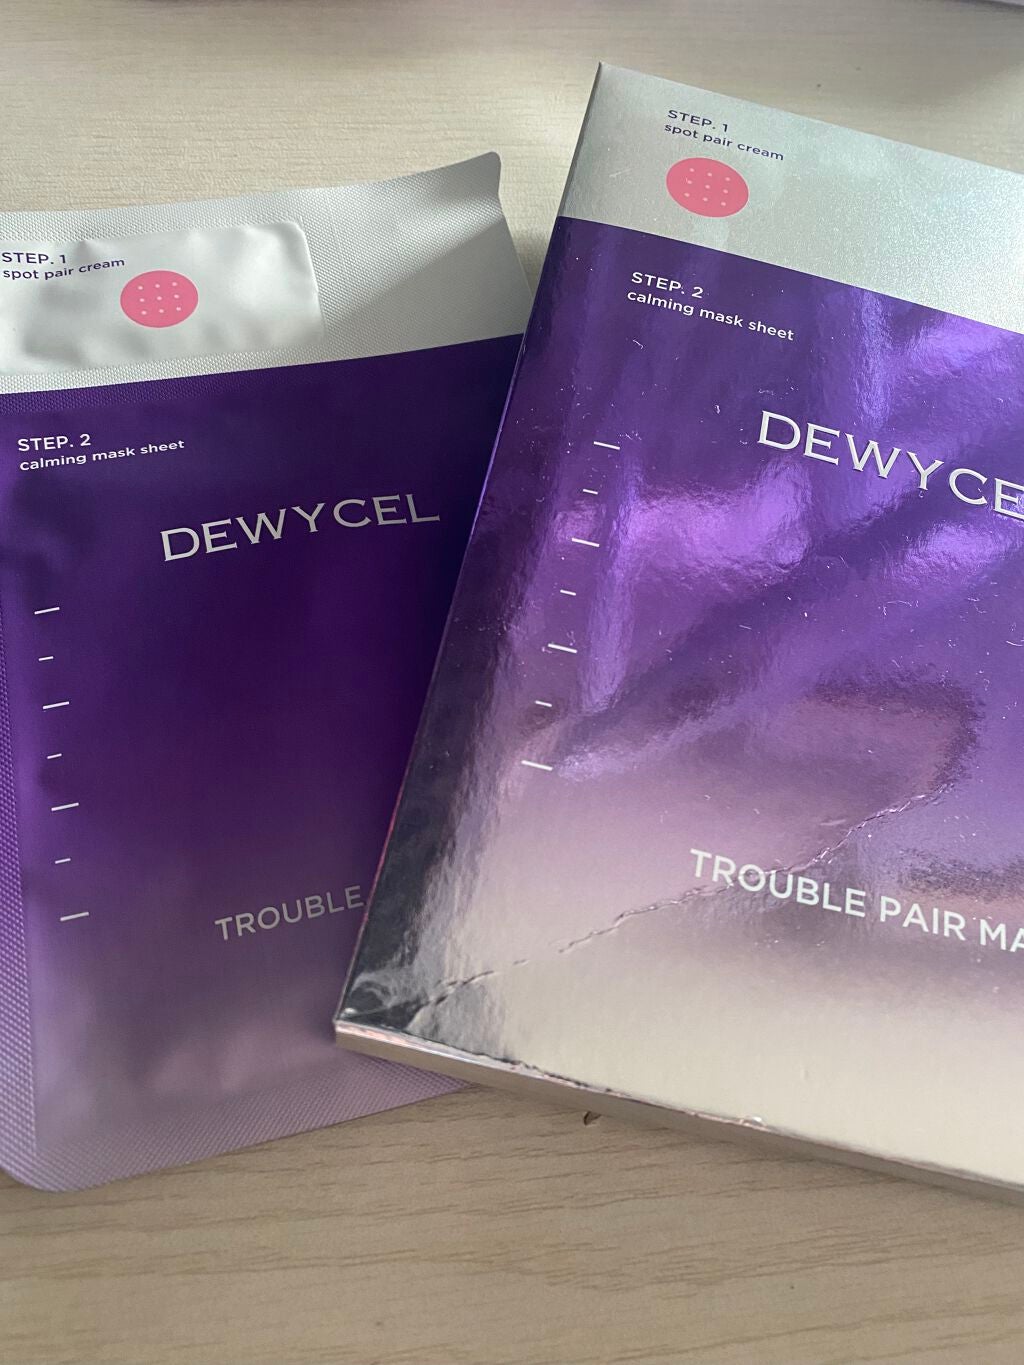 STEP. 1
spot pair cream
STEP. 2
calming mask sheet
DEWYCEL
TROUBLE
STEP. 1
spot pair cream
STEP. 2
calming mask sheet
DEWYCE
TROUBLE PAIR MA